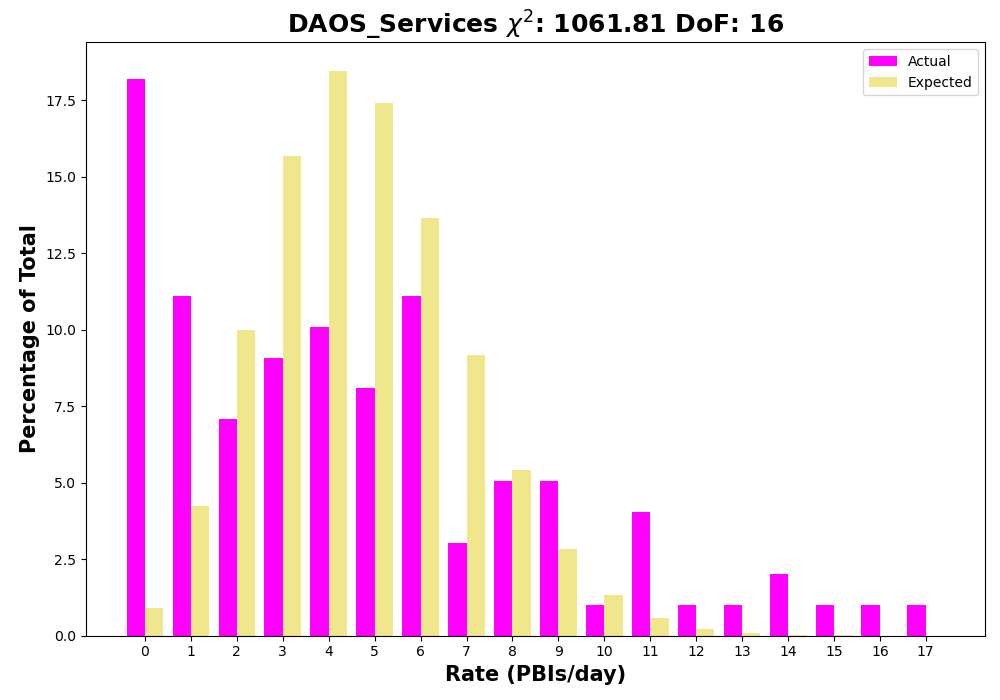 DAOS_Services χ²: 1061.81 DoF: 16
Actual
Expected
Percentage of Total
17.5
15.0
12.5
10.0
7.5
5.0
2.5
0.0
0 1 2 3 4 5 6 7 8 9 10 11 12 13 14 15 16 17
Rate (PBIs/day)